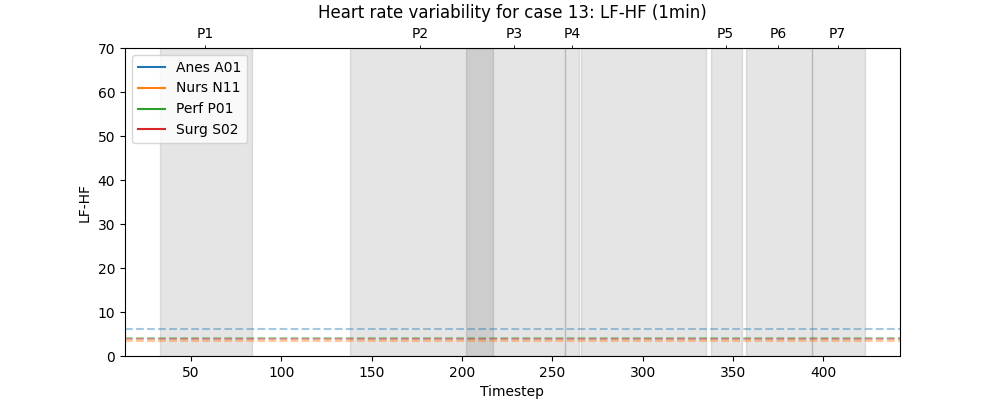 Heart rate variability for case 13: LF-HF (1min)
P1 P2 P3 P4 P5 P6 P7
70
60
50
40
30
20
10
0
LF-HF
Anes A01
Nurs N11
Perf P01
Surg S02
50 100 150 200 250 300 350 400
Timestep